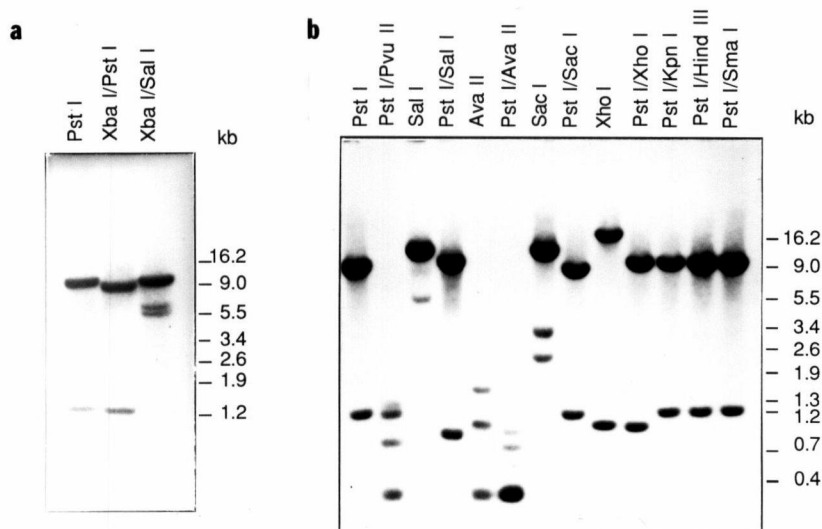 a
Pst I
Xba I/Pst I
Xba I/Sal I
kb
16.2
9.0
5.5
3.4
2.6
1.9
1.2
b
Pst I
Pst I/Pvu II
Sal I
Pst I/Sal I
Ava II
Pst I/Ava II
Sac I
Pst I/Sac I
Xho I
Pst I/Xho I
Pst I/Kpn I
Pst I/Hind III
Pst I/Sma I
kb
16.2
9.0
5.5
3.4
2.6
1.9
1.3
1.2
0.7
0.4